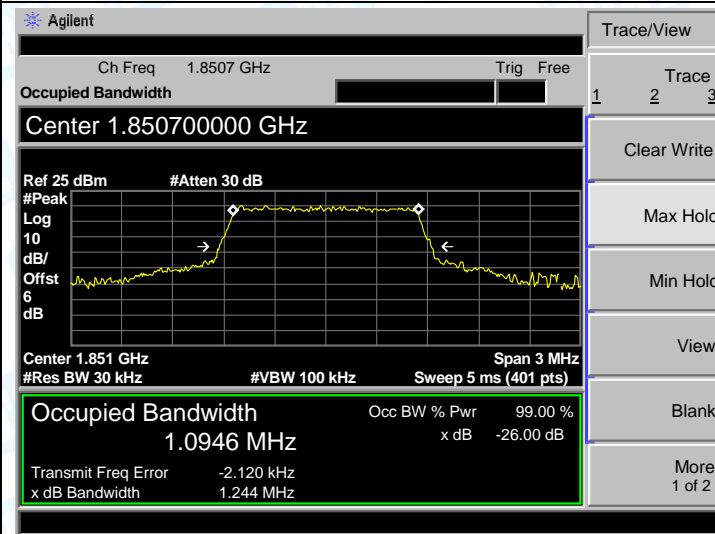 Agilent
Trace/View
Ch Freq 1.8507 GHz Trig Free
Occupied Bandwidth
Trace
1 2 3
Center 1.850700000 GHz
Clear Write
Ref 25 dBm #Atten 30 dB
#Peak
Log
10
dB/
Offst
6
dB
Max Hold
Min Hold
View
Center 1.851 GHz Span 3 MHz
#Res BW 30 kHz #VBW 100 kHz Sweep 5 ms (401 pts)
Occupied Bandwidth Occ BW % Pwr 99.00 %
1.0946 MHz x dB -26.00 dB
Transmit Freq Error -2.120 kHz
x dB Bandwidth 1.244 MHz
Blank
More
1 of 2